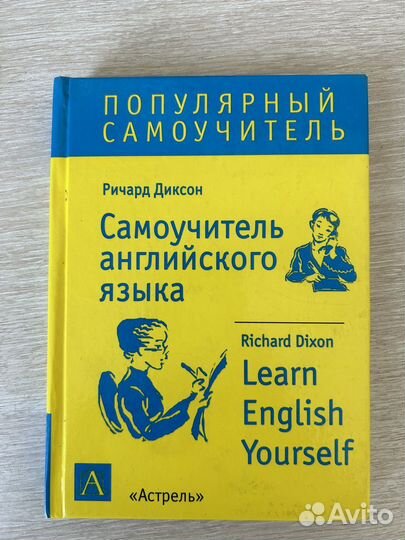 ПОПУЛЯРНЫЙ
САМОУЧИТЕЛЬ
Ричард Диксон
Самоучитель
английского
языка
Richard Dixon
Learn
English
Yourself
А
«Астрель»
Avito